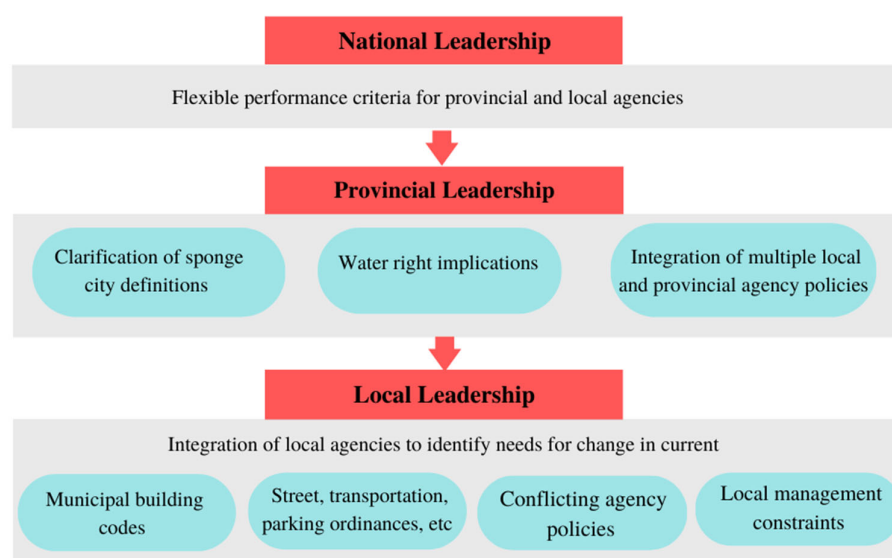 National Leadership
Flexible performance criteria for provincial and local agencies
Provincial Leadership
Clarification of sponge
city definitions
Water right implications
Integration of multiple local
and provincial agency policies
Local Leadership
Integration of local agencies to identify needs for change in current
Municipal building
codes
Street, transportation,
parking ordinances, etc
Conflicting agency
policies
Local management
constraints